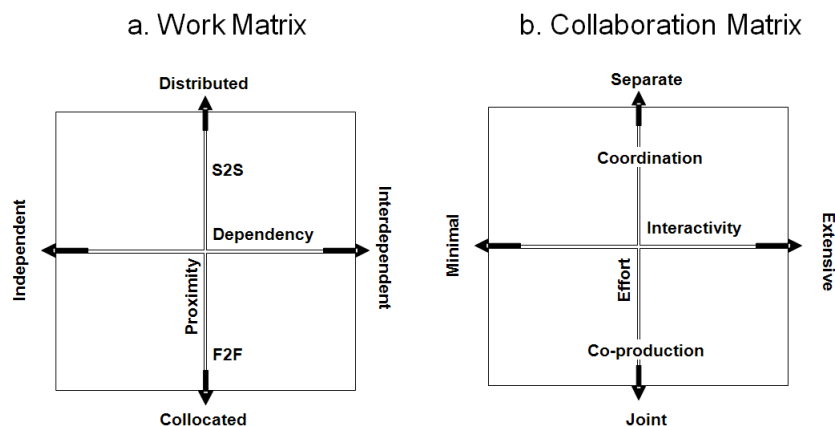 a. Work Matrix
Distributed
S2S
Independent
Dependency
Interdependent
Proximity
F2F
Collocated
b. Collaboration Matrix
Separate
Coordination
Minimal
Interactivity
Extensive
Effort
Co-production
Joint